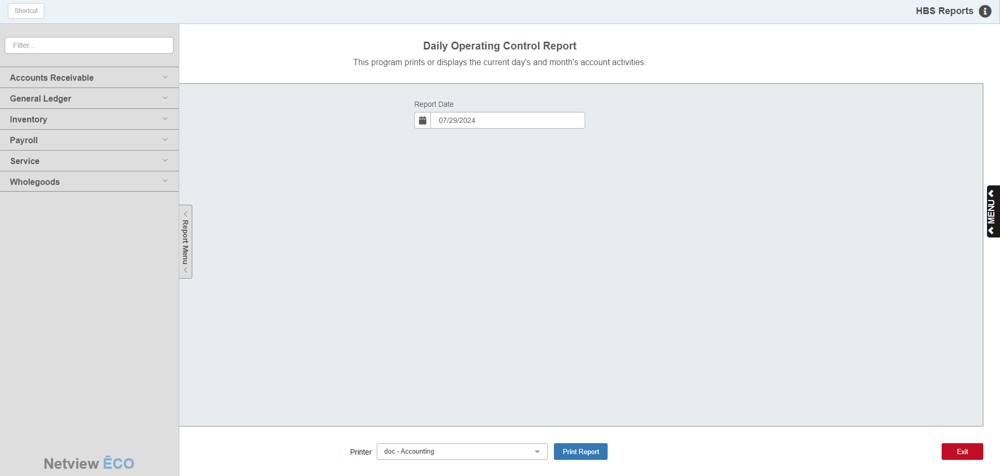 Shortcut
HBS Reports
Filter...
Accounts Receivable
General Ledger
Inventory
Payroll
Service
Wholegoods
Netview ĒCO
Report Menu
Daily Operating Control Report
This program prints or displays the current day's and month's account activities.
Report Date
07/29/2024
MENU
Printer
doc - Accounting
Print Report
Exit